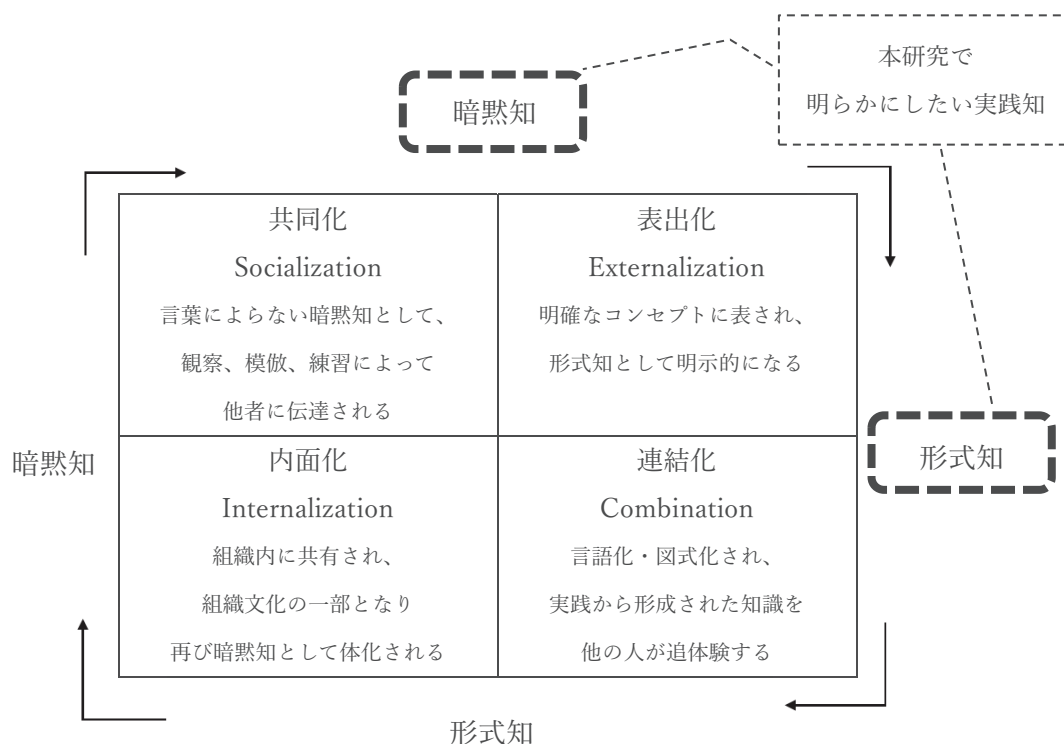 本研究で
明らかにしたい実践知
暗黙知
共同化
Socialization
言葉によらない暗黙知として、
観察、模倣、練習によって
他者に伝達される
表出化
Externalization
明確なコンセプトに表され、
形式知として明示的になる
暗黙知
形式知
内面化
Internalization
組織内に共有され、
組織文化の一部となり
再び暗黙知として体化される
連結化
Combination
言語化・図式化され、
実践から形成された知識を
他の人が追体験する
形式知